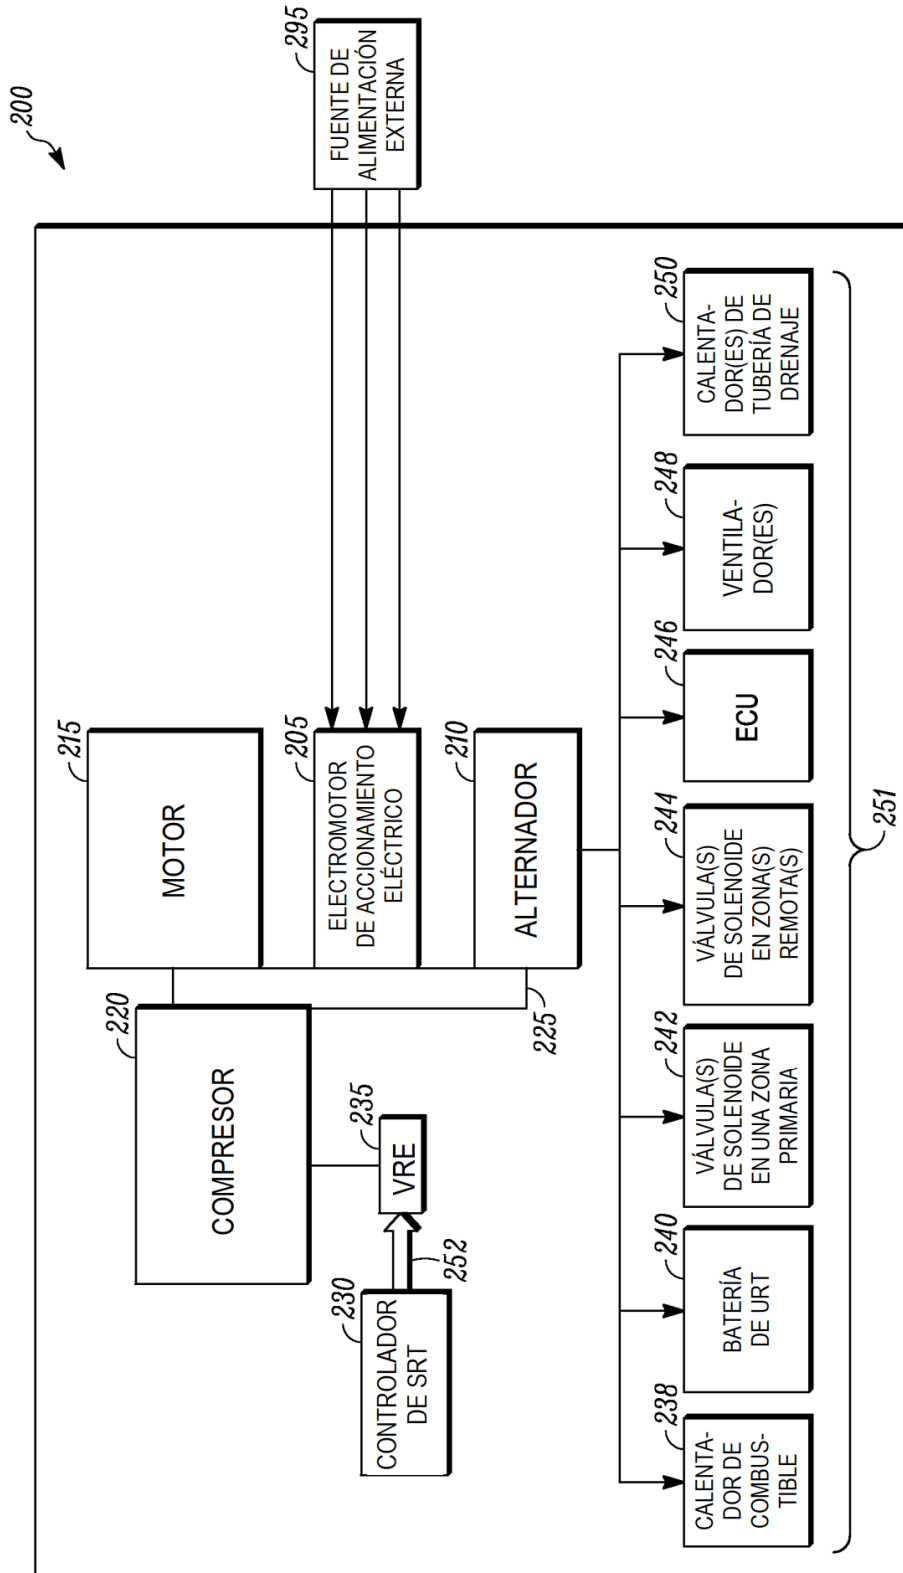 200
295
FUENTE DE
ALIMENTACIÓN
EXTERNA
215
MOTOR
205
ELECTROMOTOR
DE ACCIONAMIENTO
ELÉCTRICO
210
ALTERNADOR
220
COMPRESOR
225
235
VRE
252
230
CONTROLADOR
DE SRT
238
CALENTA-
DOR DE
COMBUS-
TIBLE
240
BATERÍA
DE URT
242
VÁLVULA(S)
DE SOLENOIDE
EN UNA ZONA
PRIMARIA
244
VÁLVULA(S)
DE SOLENOIDE
EN ZONA(S)
REMOTA(S)
246
ECU
248
VENTILA-
DOR(ES)
250
CALENTA-
DOR(ES) DE
TUBERÍA DE
DRENAJE
251